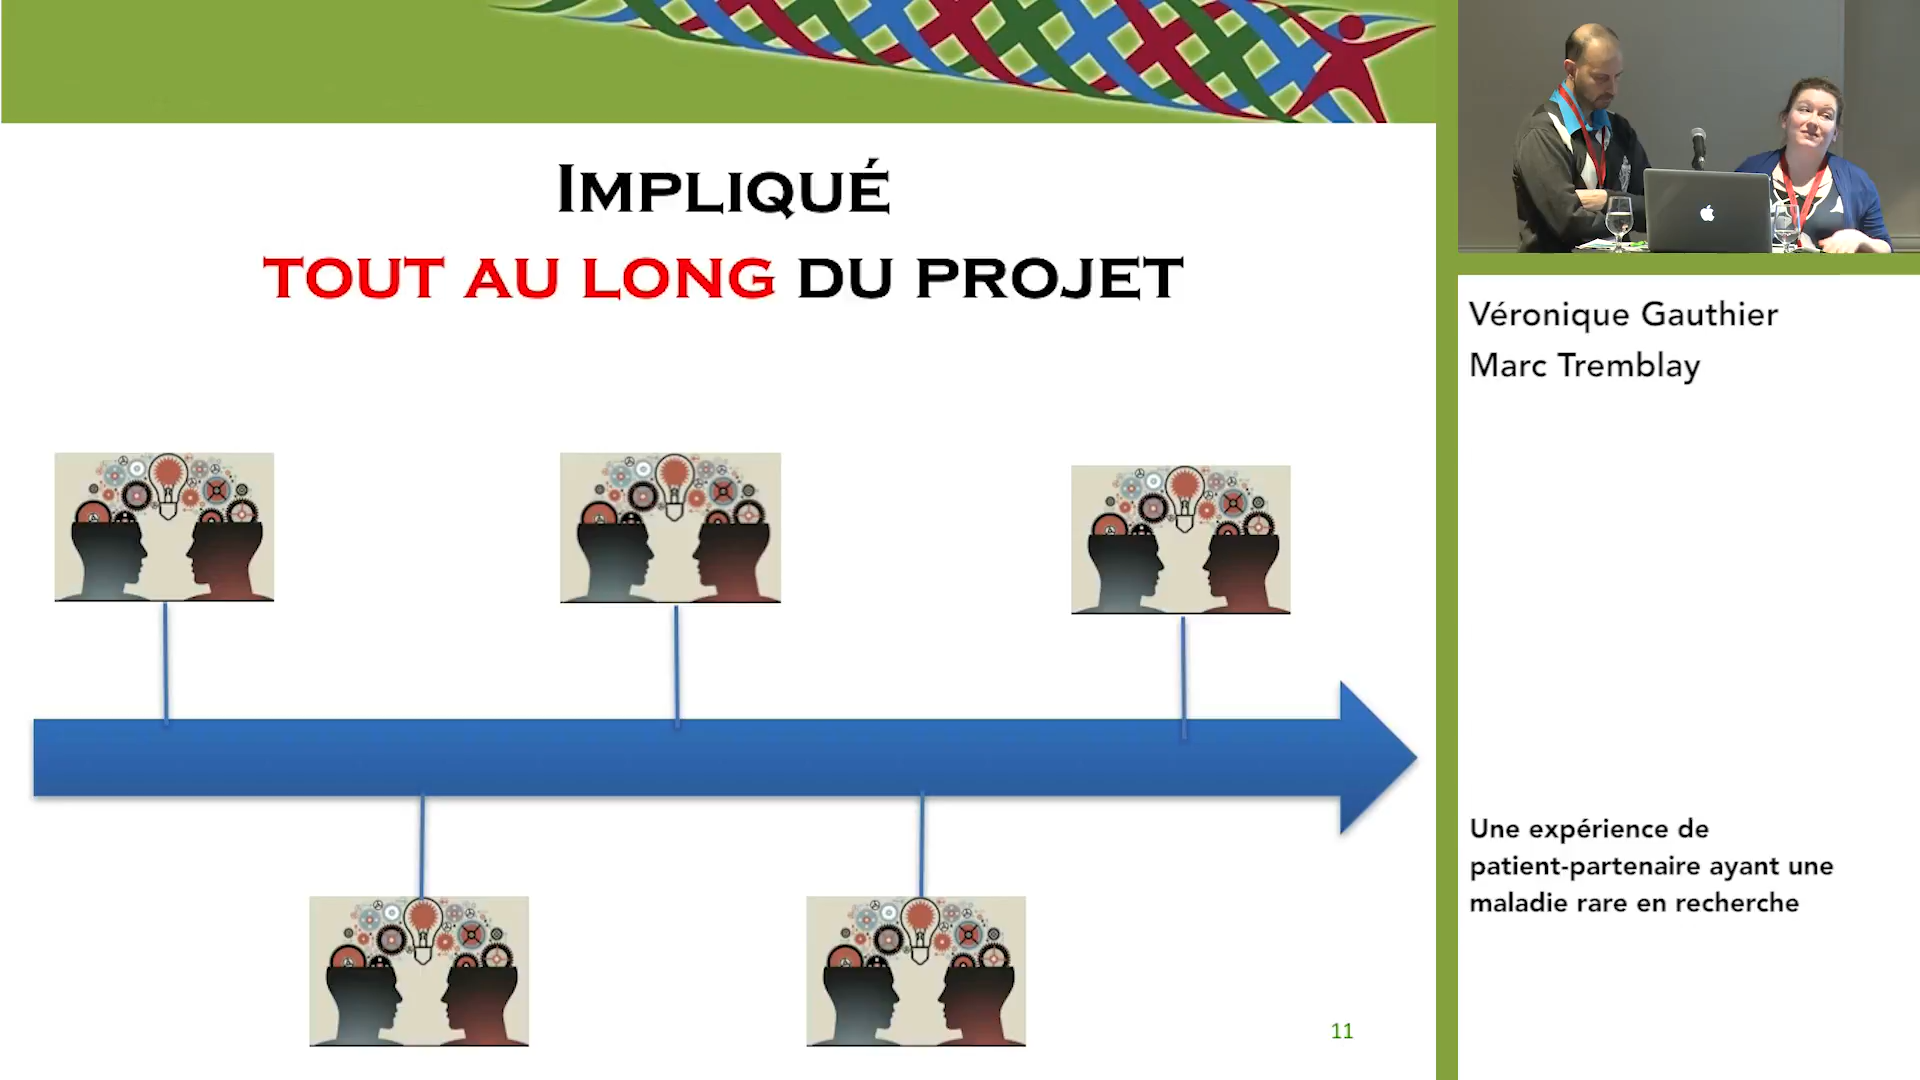 IMPLIQUÉ
TOUT AU LONG DU PROJET
11
Véronique Gauthier
Marc Tremblay
Une expérience de
patient-partenaire ayant une
maladie rare en recherche